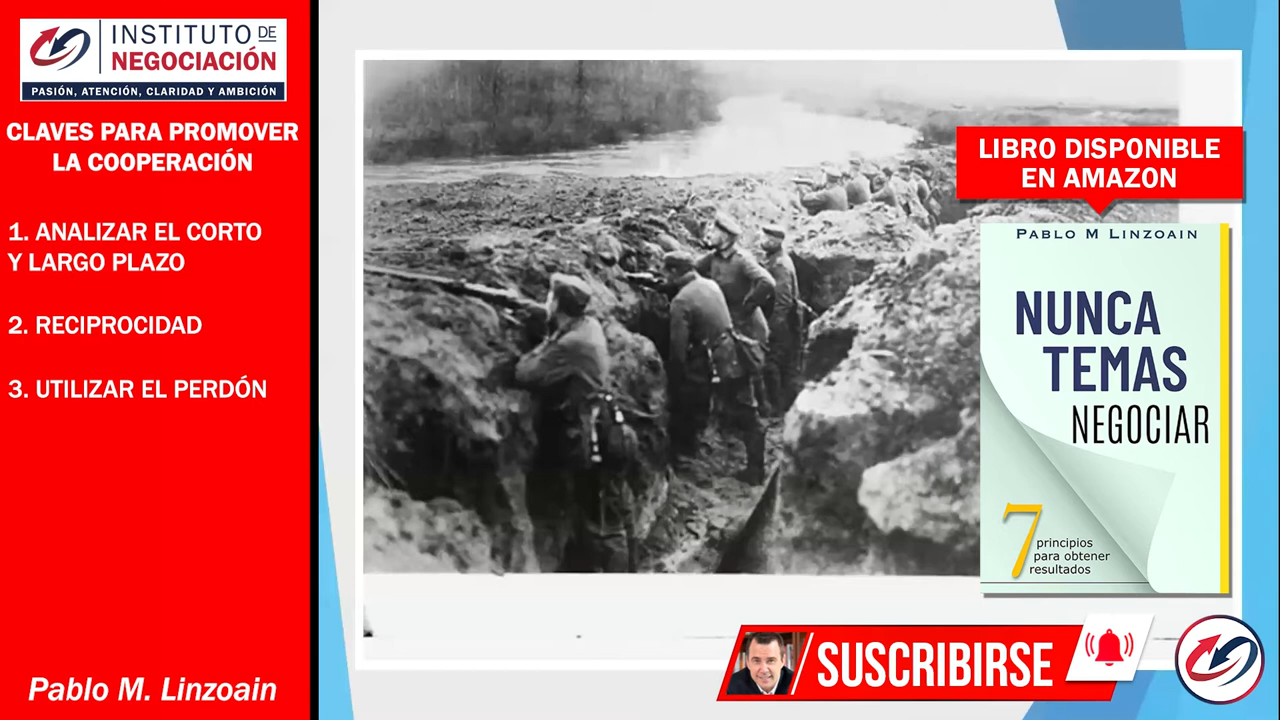 INSTITUTO DE
NEGOCIACIÓN
PASIÓN, ATENCIÓN, CLARIDAD Y AMBICIÓN
CLAVES PARA PROMOVER
LA COOPERACIÓN
1. ANALIZAR EL CORTO
Y LARGO PLAZO
2. RECIPROCIDAD
3. UTILIZAR EL PERDÓN
Pablo M. Linzoain
LIBRO DISPONIBLE
EN AMAZON
PABLO M LINZOAIN
NUNCA
TEMAS
NEGOCIAR
7 principios
para obtener
resultados
SUSCRIBIRSE